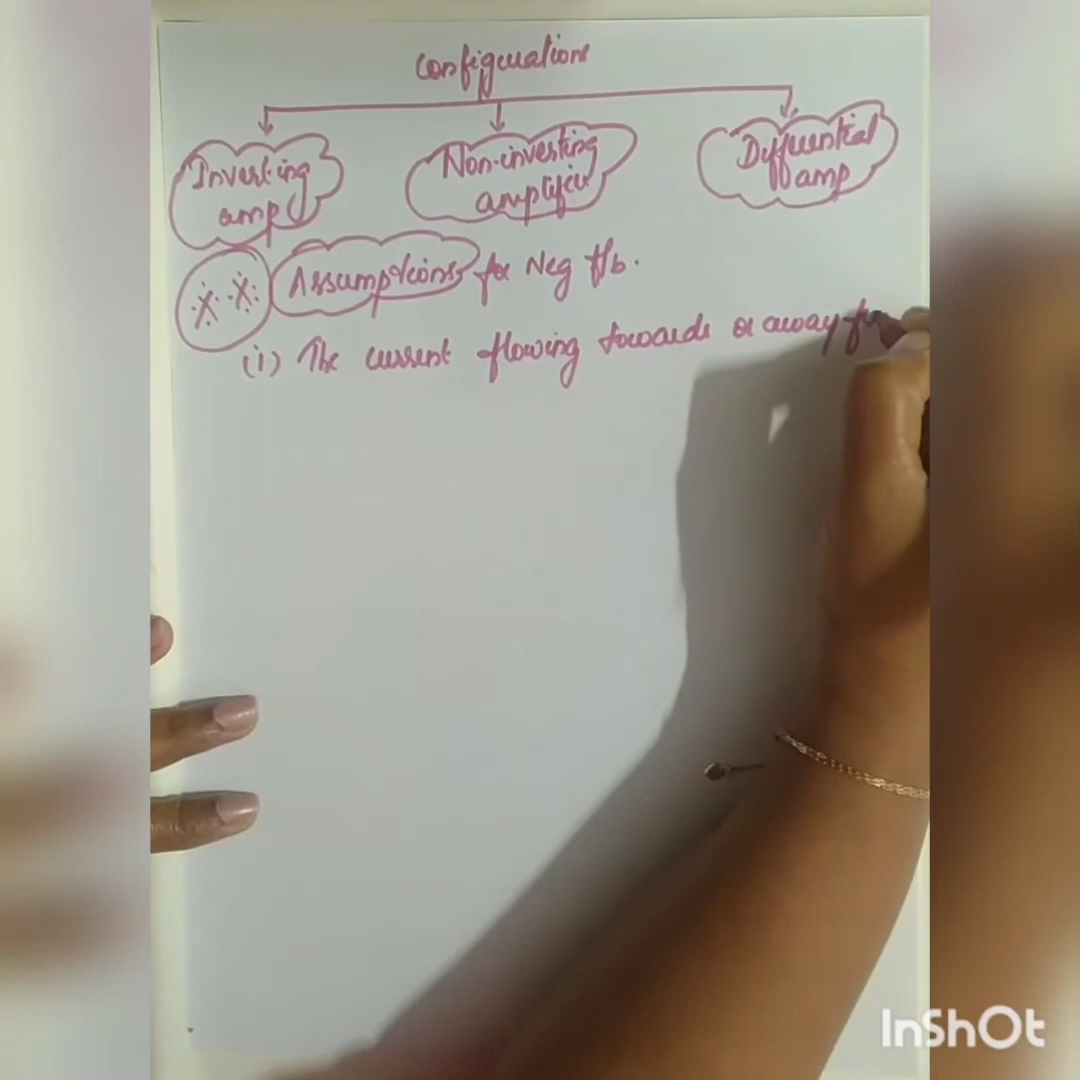 Configurations
Inverting amp
Non-inverting amplifier
Differential amp
** Assumptions for Neg f/b.
(i) The current flowing towards or away
InShOt